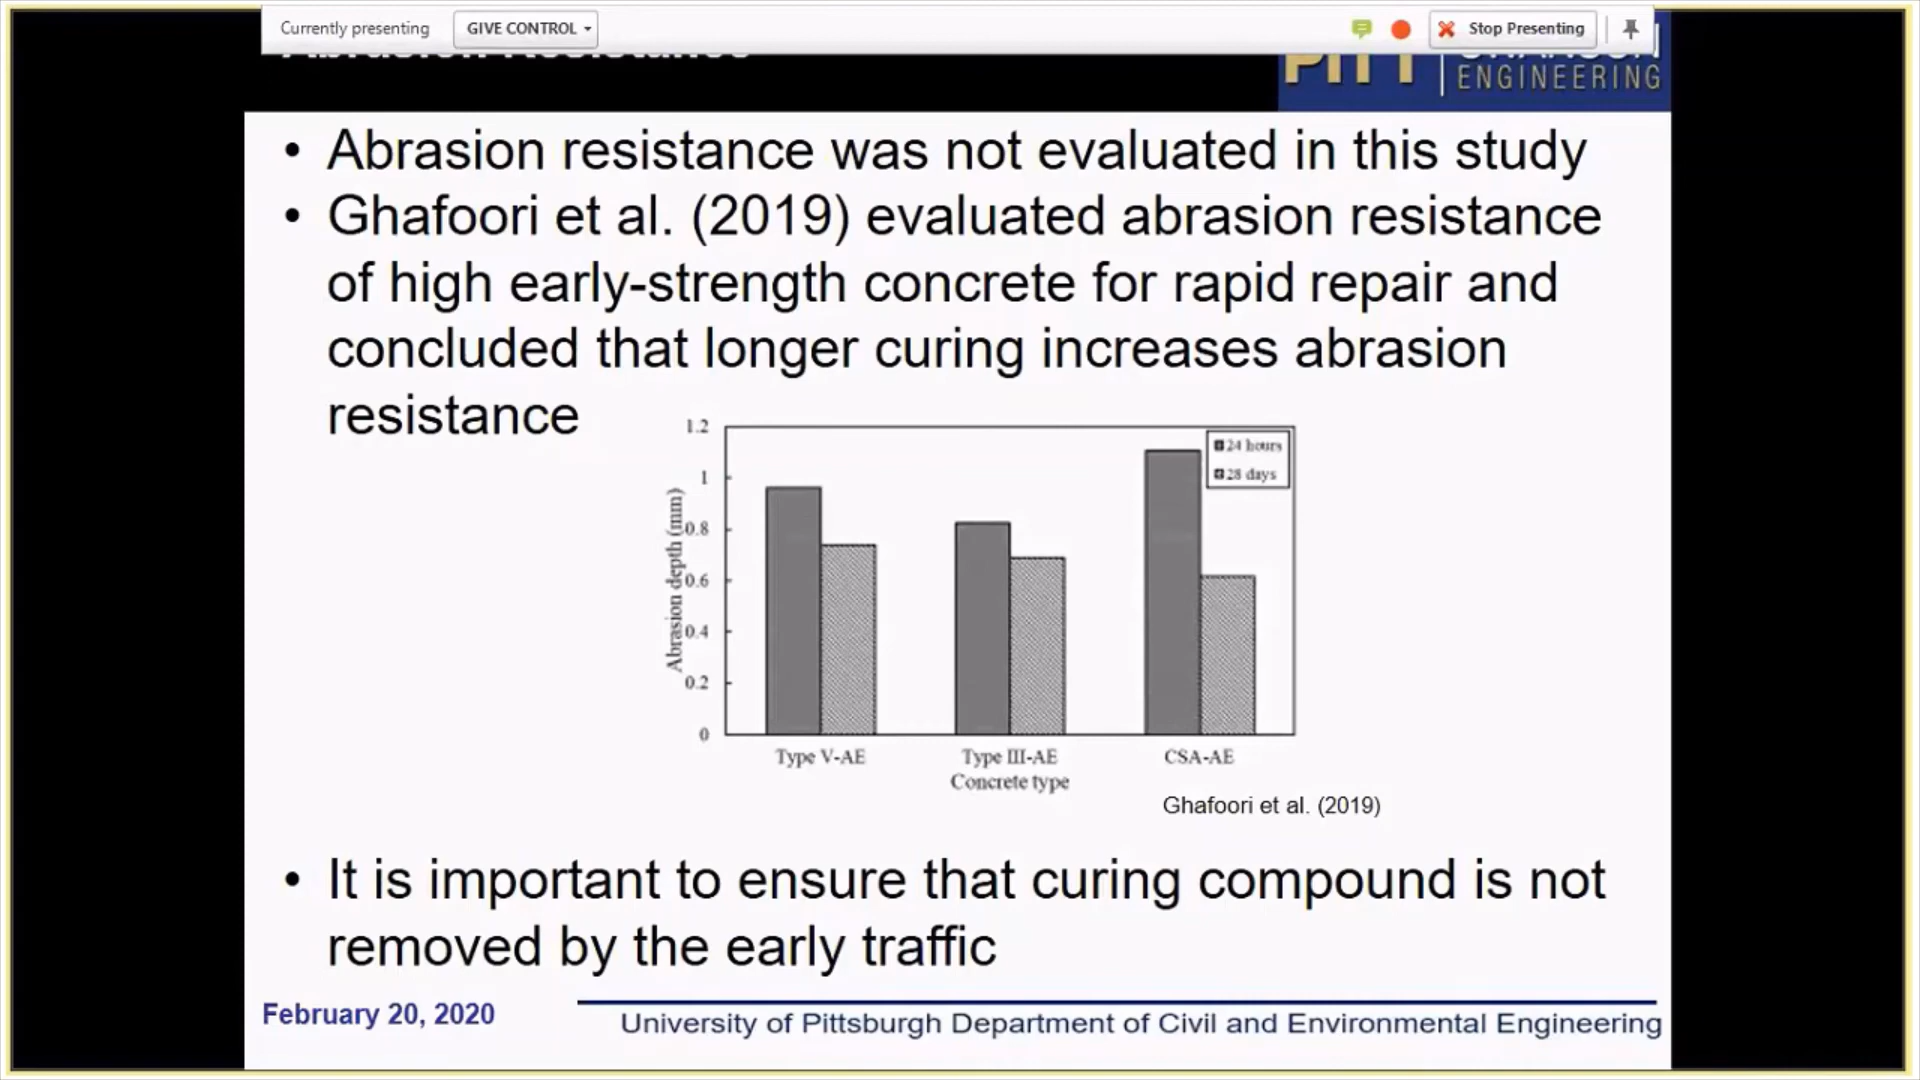 Currently presenting
GIVE CONTROL
Stop Presenting
Abrasion Resistance
PITT
ENGINEERING
• Abrasion resistance was not evaluated in this study
• Ghafoori et al. (2019) evaluated abrasion resistance
of high early-strength concrete for rapid repair and
concluded that longer curing increases abrasion
resistance
1.2
1
0.8
0.6
0.4
0.2
0
Abrasion depth (mm)
24 hours
28 days
Type V-AE
Type III-AE
CSA-AE
Concrete type
Ghafoori et al. (2019)
• It is important to ensure that curing compound is not
removed by the early traffic
February 20, 2020
University of Pittsburgh Department of Civil and Environmental Engineering